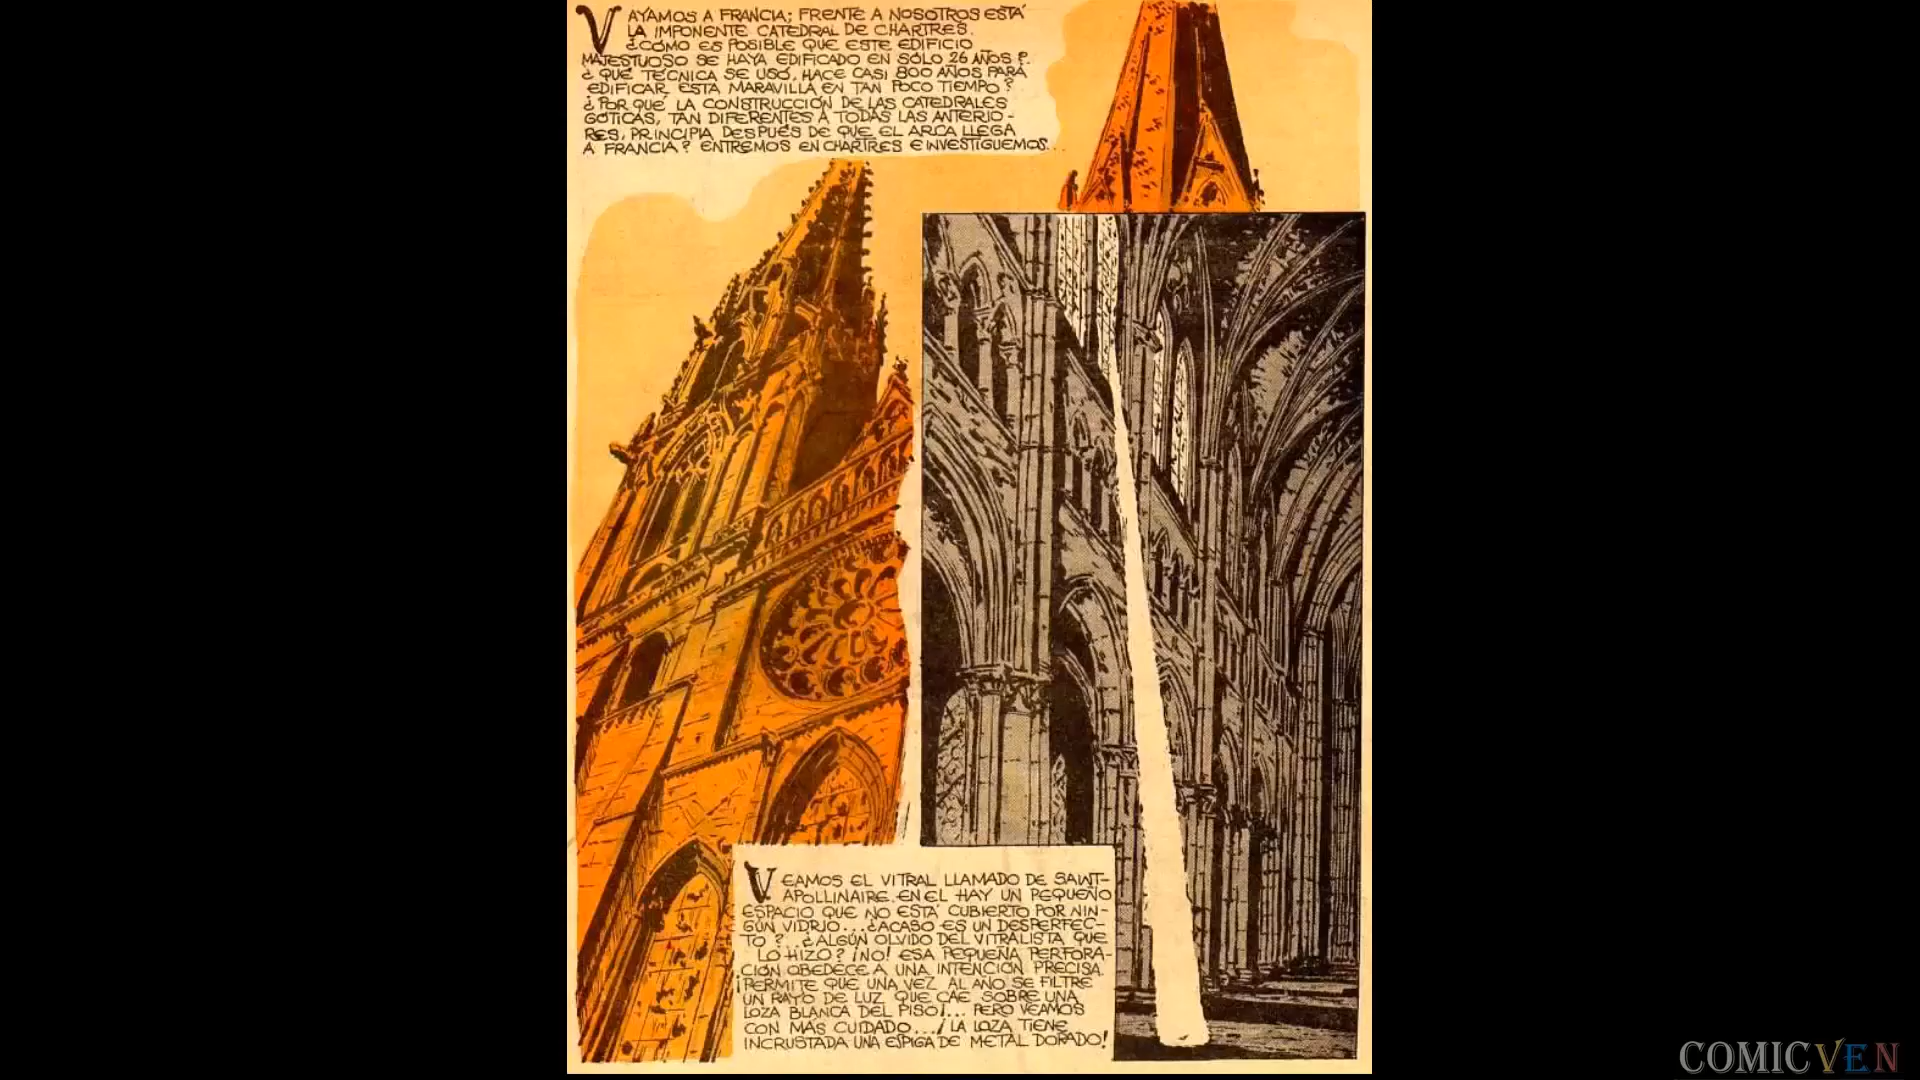 VAYAMOS A FRANCIA; FRENTE A NOSOTROS ESTÁ
LA IMPONENTE CATEDRAL DE CHARTRES.
¿CÓMO ES POSIBLE QUE ESTE EDIFICIO
MAJESTUOSO SE HAYA EDIFICADO EN SÓLO 26 AÑOS?.
¿QUÉ TÉCNICA SE USÓ, HACE CASI 800 AÑOS PARA
EDIFICAR ESTA MARAVILLA EN TAN POCO TIEMPO?
¿POR QUÉ LA CONSTRUCCIÓN DE LAS CATEDRALES
GÓTICAS, TAN DIFERENTES A TODAS LAS ANTERIO-
RES, PRINCIPIA DESPUÉS DE QUE EL ARCA LLEGA
A FRANCIA? ENTREMOS EN CHARTRES E INVESTIGUEMOS...
VEAMOS EL VITRAL LLAMADO DE SAINT-
APOLLINAIRE. EN EL HAY UN PEQUEÑO
ESPACIO QUE NO ESTÁ CUBIERTO POR NIN-
GÚN VIDRIO... ¿ACASO ES UN DESPERFEC-
TO?... ¿ALGÚN OLVIDO DEL VITRALISTA QUE
LO HIZO? ¡NO! ESA PEQUEÑA PERFORA-
CIÓN OBEDECE A UNA INTENCIÓN PRECISA.
¡PERMITE QUE UNA VEZ AL AÑO SE FILTRE
UN RAYO DE LUZ QUE CAE SOBRE UNA
LOZA BLANCA DEL PISO!... PERO VEAMOS
CON MÁS CUIDADO...¡LA LOZA TIENE
INCRUSTADA UNA ESPIGA DE METAL DORADO!
COMICVEN